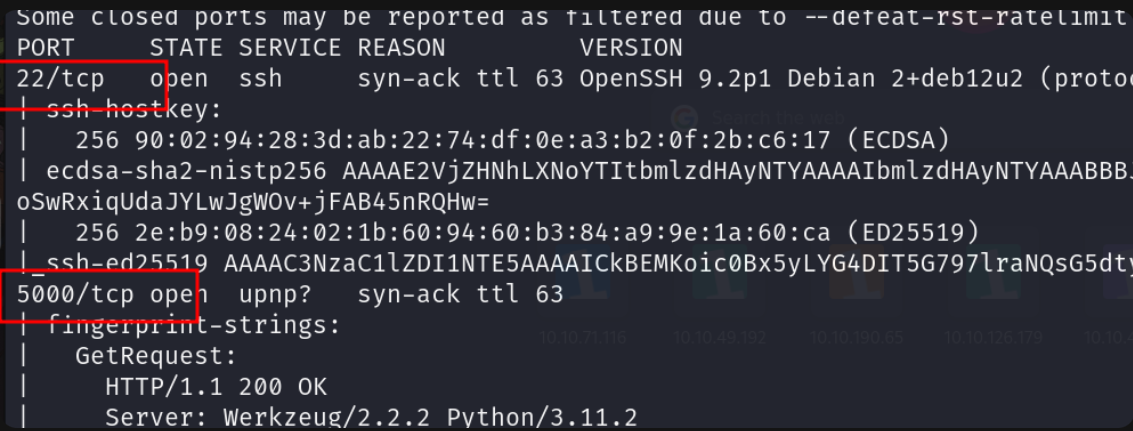 Some closed ports may be reported as filtered due to --defeat-rst-ratelimit
PORT     STATE SERVICE REASON         VERSION
22/tcp   open  ssh     syn-ack ttl 63 OpenSSH 9.2p1 Debian 2+deb12u2 (protoc
| ssh-hostkey:
|   256 90:02:94:28:3d:ab:22:74:df:0e:a3:b2:0f:2b:c6:17 (ECDSA)
| ecdsa-sha2-nistp256 AAAAE2VjZHNhLXNoYTItbmlzdHAyNTYAAAAIbmlzdHAyNTYAAABBB
oSwRxiqUdaJYLwJgWOv+jFAB45nRQHw=
|   256 2e:b9:08:24:02:1b:60:94:60:b3:84:a9:9e:1a:60:ca (ED25519)
|_ssh-ed25519 AAAAC3NzaC1lZDI1NTE5AAAAICkBEMKoic0Bx5yLYG4DIT5G797lraNQsG5dty
5000/tcp open  upnp?   syn-ack ttl 63
| fingerprint-strings:
|   GetRequest:
|     HTTP/1.1 200 OK
|     Server: Werkzeug/2.2.2 Python/3.11.2
Search the web
10.10.71.116
10.10.49.192
10.10.190.65
10.10.126.179